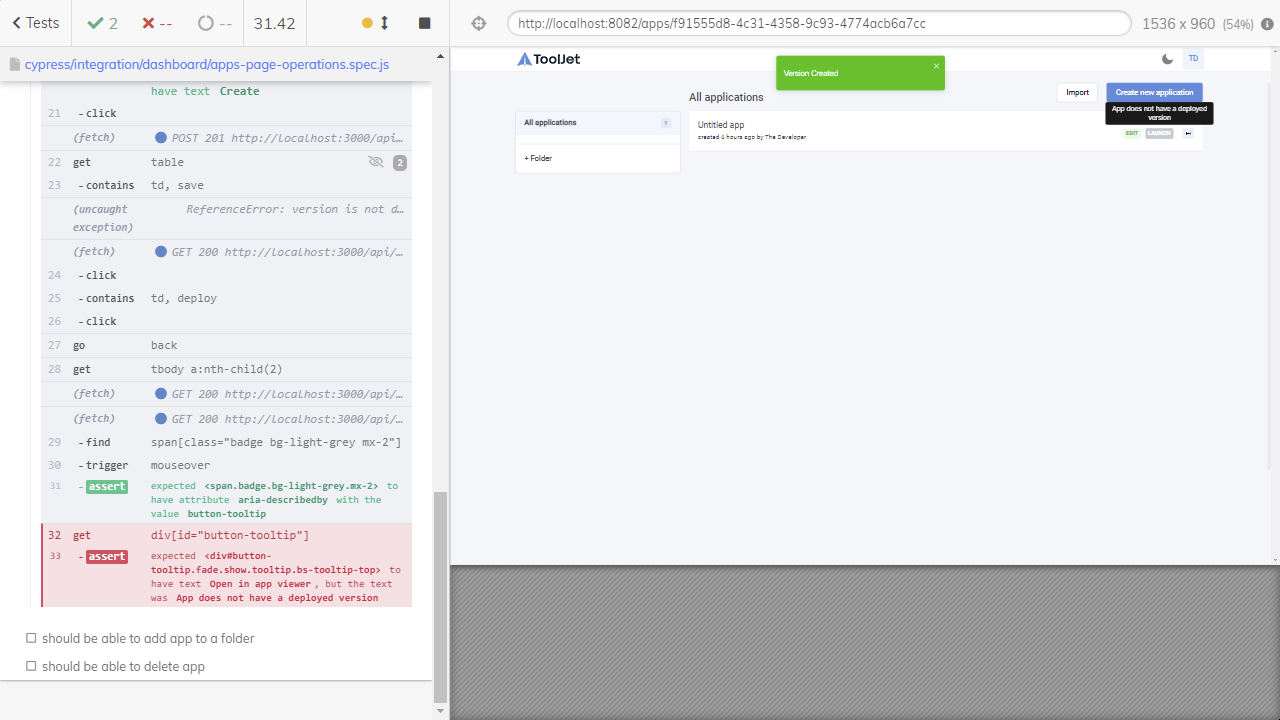 Tests
2
--
--
31.42
http://localhost:8082/apps/f91555d8-4c31-4358-9c93-4774acb6a7cc
1536 x 960 (54%)
cypress/integration/dashboard/apps-page-operations.spec.js
have text Create
21 -click
(fetch) POST 201 http://localhost:3000/api…
22 get table 2
23 -contains td, save
(uncaught exception) ReferenceError: version is not d…
(fetch) GET 200 http://localhost:3000/api/…
24 -click
25 -contains td, deploy
26 -click
27 go back
28 get tbody a:nth-child(2)
(fetch) GET 200 http://localhost:3000/api/…
(fetch) GET 200 http://localhost:3000/api/…
29 -find span[class="badge bg-light-grey mx-2"]
30 -trigger mouseover
31 -assert expected <span.badge.bg-light-grey.mx-2> to
have attribute aria-describedby with the
value button-tooltip
32 get div[id="button-tooltip"]
33 -assert expected <div#button-
tooltip.fade.show.tooltip.bs-tooltip-top> to
have text Open in app viewer, but the text
was App does not have a deployed version
should be able to add app to a folder
should be able to delete app
ToolJet
TD
Version Created
×
All applications
Import
Create new application
App does not have a deployed
version
All applications 1
+ Folder
Untitled app
created 4 hours ago by The Developer
EDIT
LAUNCH